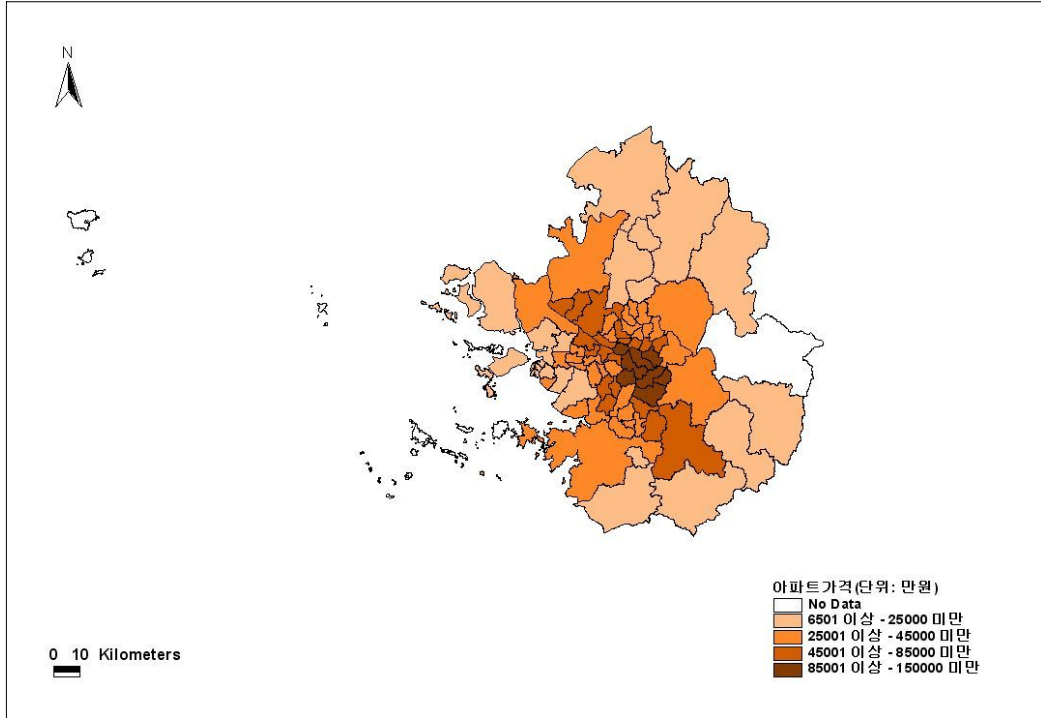 N
아파트가격(단위: 만원)
No Data
6501 이상 - 25000 미만
25001 이상 - 45000 미만
45001 이상 - 85000 미만
85001 이상 - 150000 미만
0 10 Kilometers